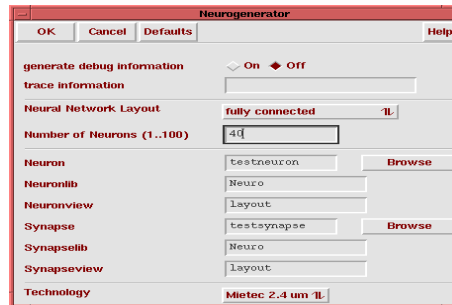 Neurogenerator
OK Cancel Defaults Help
generate debug information On Off
trace information
Neural Network Layout fully connected
Number of Neurons (1..100) 40
Neuron testneuron Browse
Neuronlib Neuro
Neuronview layout
Synapse testsynapse Browse
Synapselib Neuro
Synapseview layout
Technology Mietec 2.4 um